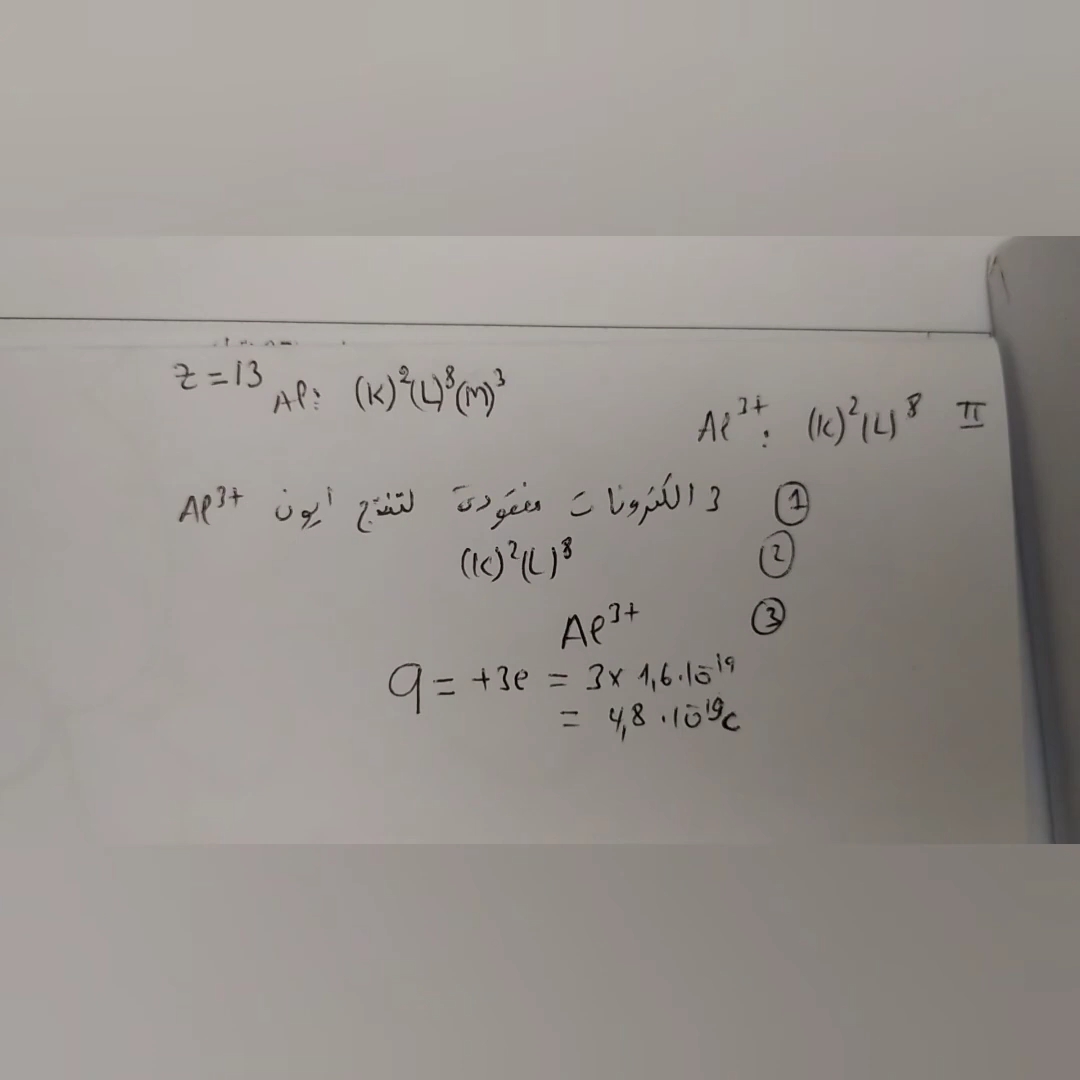 Z = 13 Al: (K)²(L)⁸(M)³
Al³⁺: (K)²(L)⁸ II
① 3 الكترونات مفقودة لتنتج أيون Al³⁺
② (K)²(L)⁸
③ Al³⁺
q = +3e = 3 × 1,6.10⁻¹⁹
= 4,8 .10⁻¹⁹C